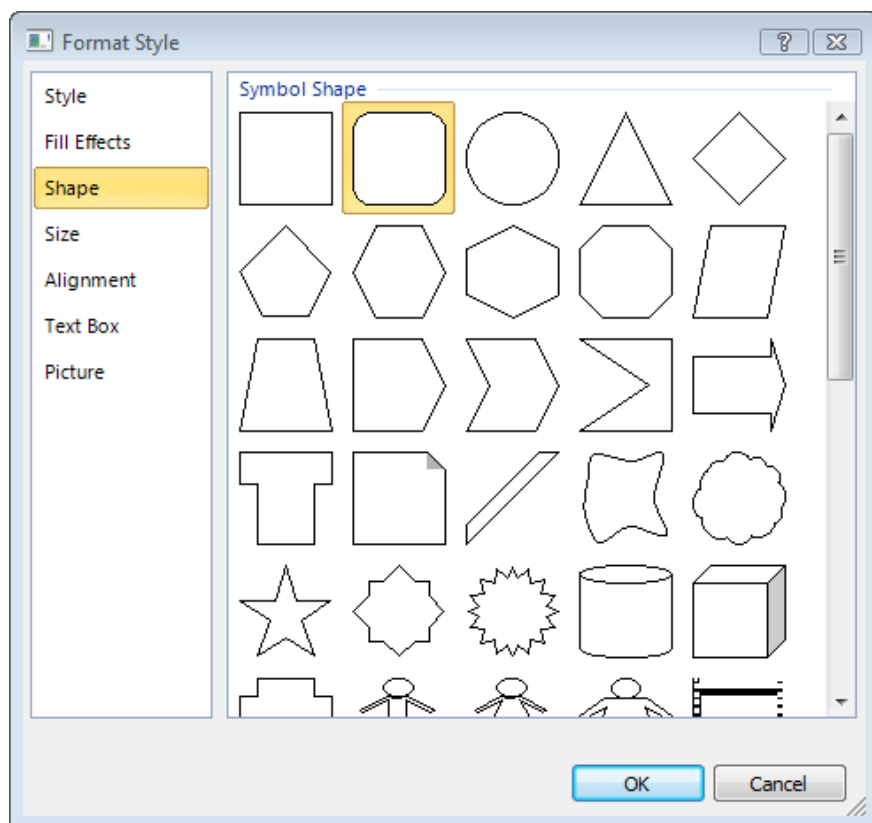 Format Style
Style
Fill Effects
Shape
Size
Alignment
Text Box
Picture
Symbol Shape
OK
Cancel